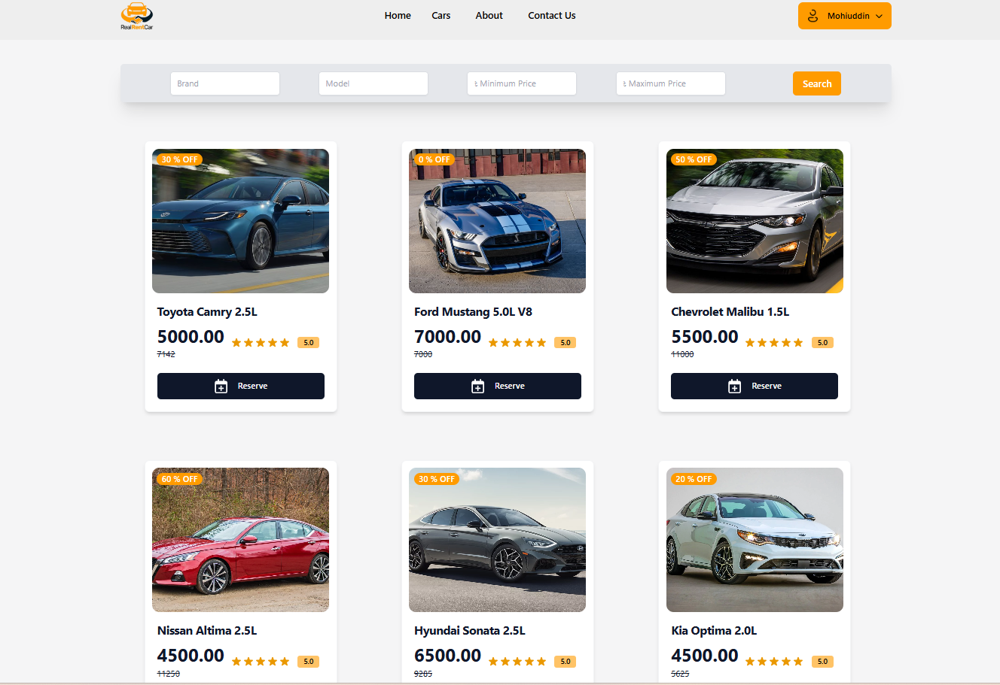 RealRentCar
Home Cars About Contact Us
Mohiuddin
Brand Model ৳ Minimum Price ৳ Maximum Price Search
30 % OFF
Toyota Camry 2.5L
5000.00 5.0
7142
Reserve
0 % OFF
Ford Mustang 5.0L V8
7000.00 5.0
7000
Reserve
50 % OFF
Chevrolet Malibu 1.5L
5500.00 5.0
11000
Reserve
60 % OFF
Nissan Altima 2.5L
4500.00 5.0
11250
30 % OFF
Hyundai Sonata 2.5L
6500.00 5.0
9285
20 % OFF
Kia Optima 2.0L
4500.00 5.0
5625